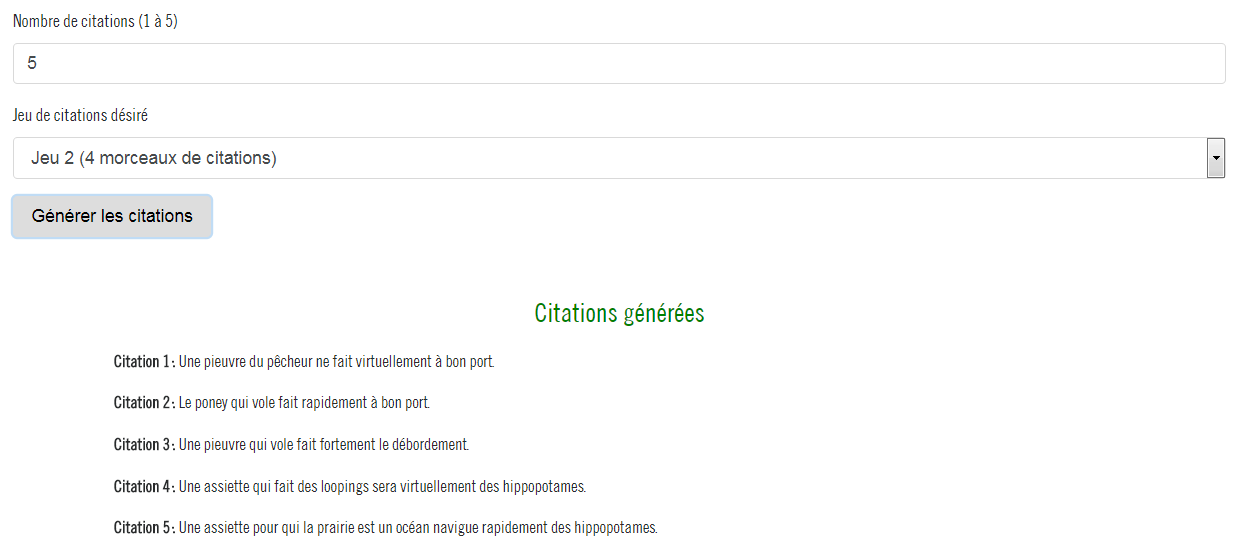 Nombre de citations (1 à 5)
5
Jeu de citations désiré
Jeu 2 (4 morceaux de citations)
Générer les citations
Citations générées
Citation 1 : Une pieuvre du pêcheur ne fait virtuellement à bon port.
Citation 2 : Le poney qui vole fait rapidement à bon port.
Citation 3 : Une pieuvre qui vole fait fortement le débordement.
Citation 4 : Une assiette qui fait des loopings sera virtuellement des hippopotames.
Citation 5 : Une assiette pour qui la prairie est un océan navigue rapidement des hippopotames.